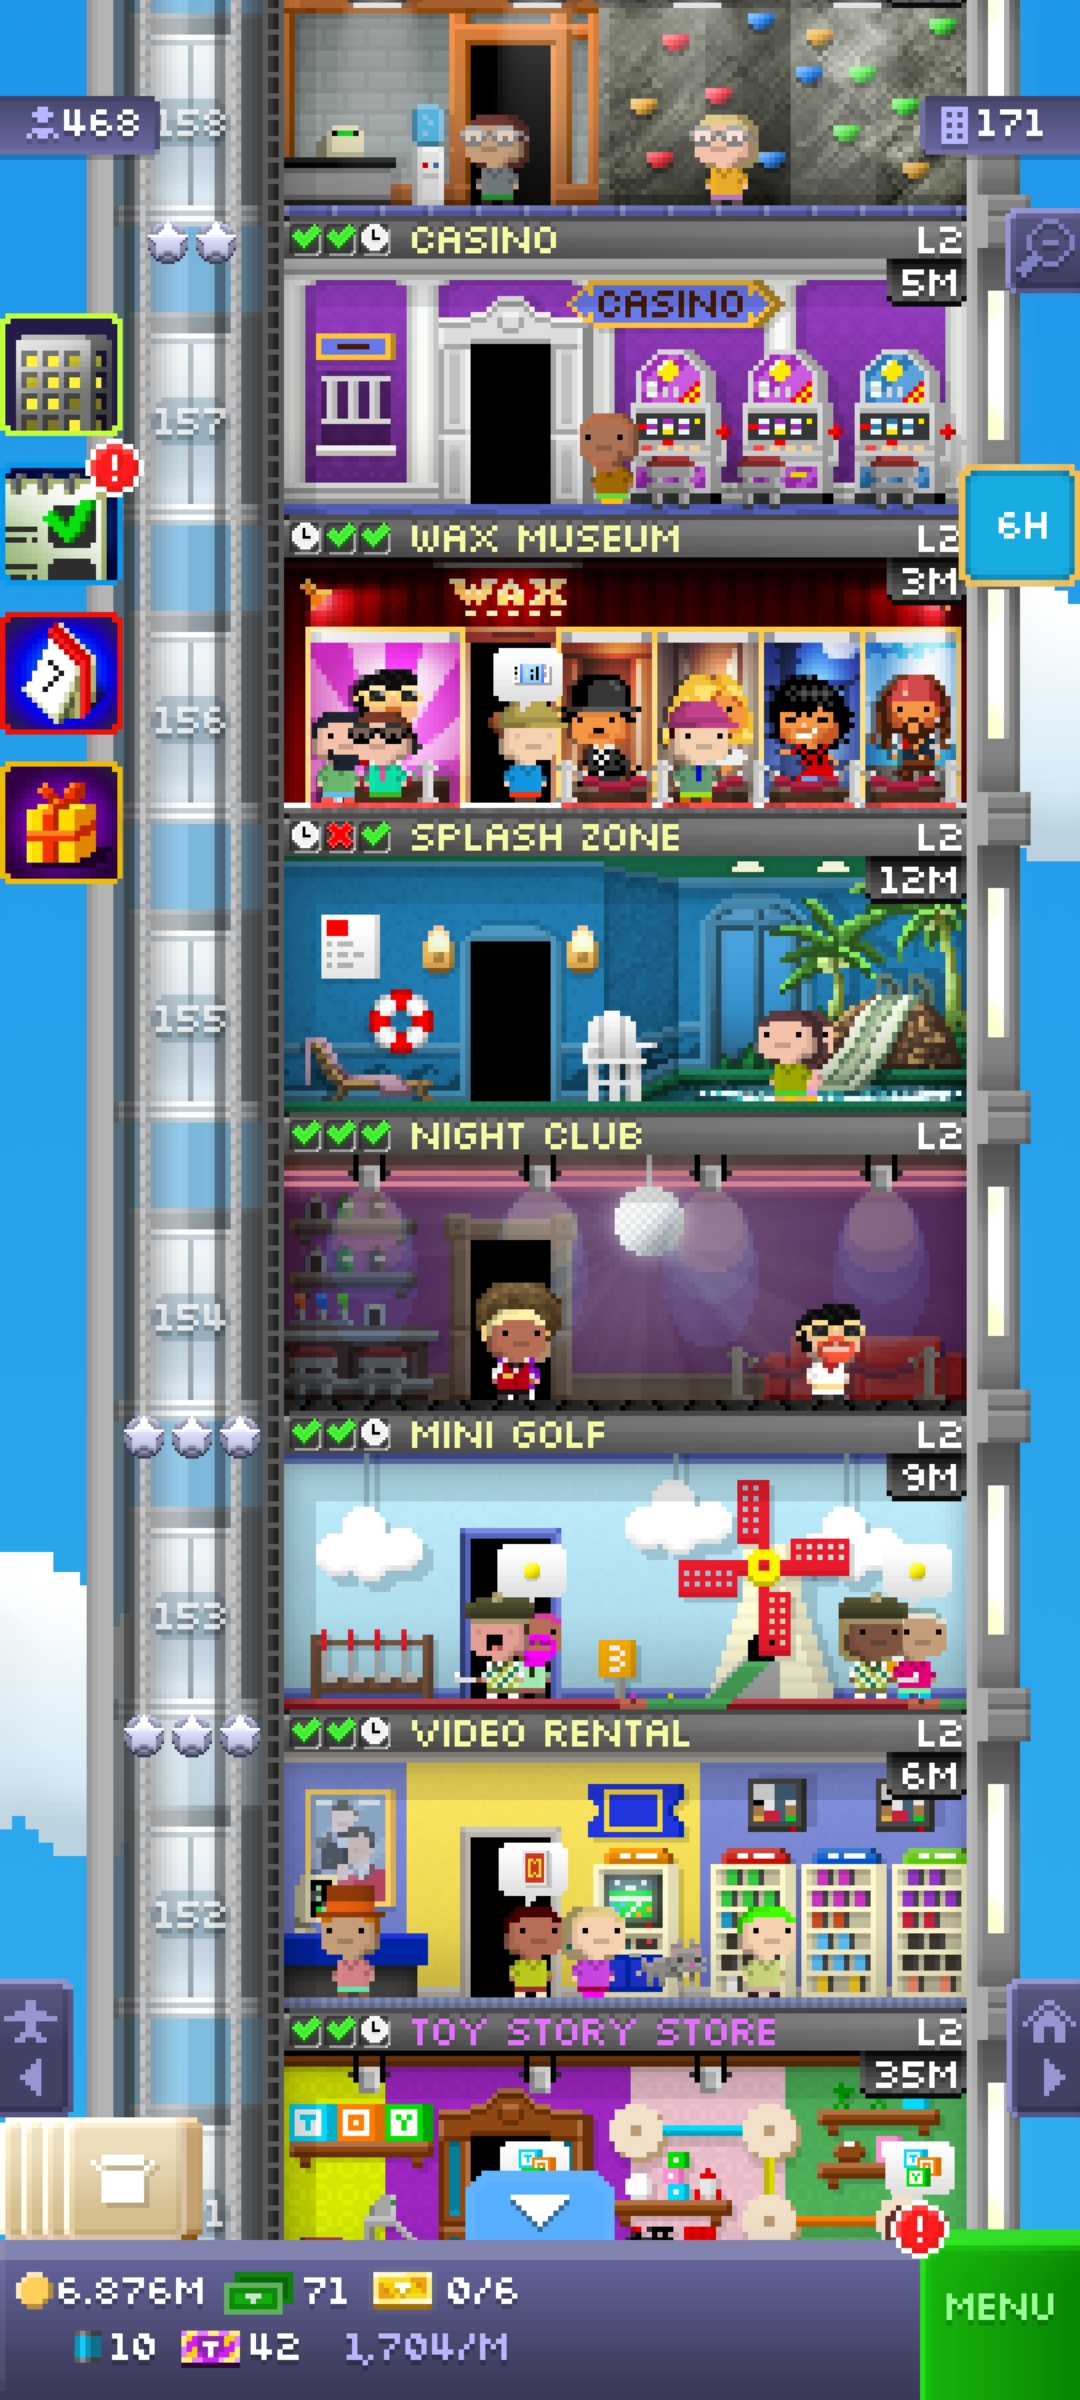 468
158
171
CASINO
L2
5M
CASINO
157
6H
WAX MUSEUM
L2
3M
WAX
156
SPLASH ZONE
L2
12M
155
NIGHT CLUB
L2
154
MINI GOLF
L2
9M
3
153
VIDEO RENTAL
L2
6M
152
TOY STORY STORE
L2
35M
T O Y
1
6.876M
71
0/6
MENU
10
T
42
1,704/M